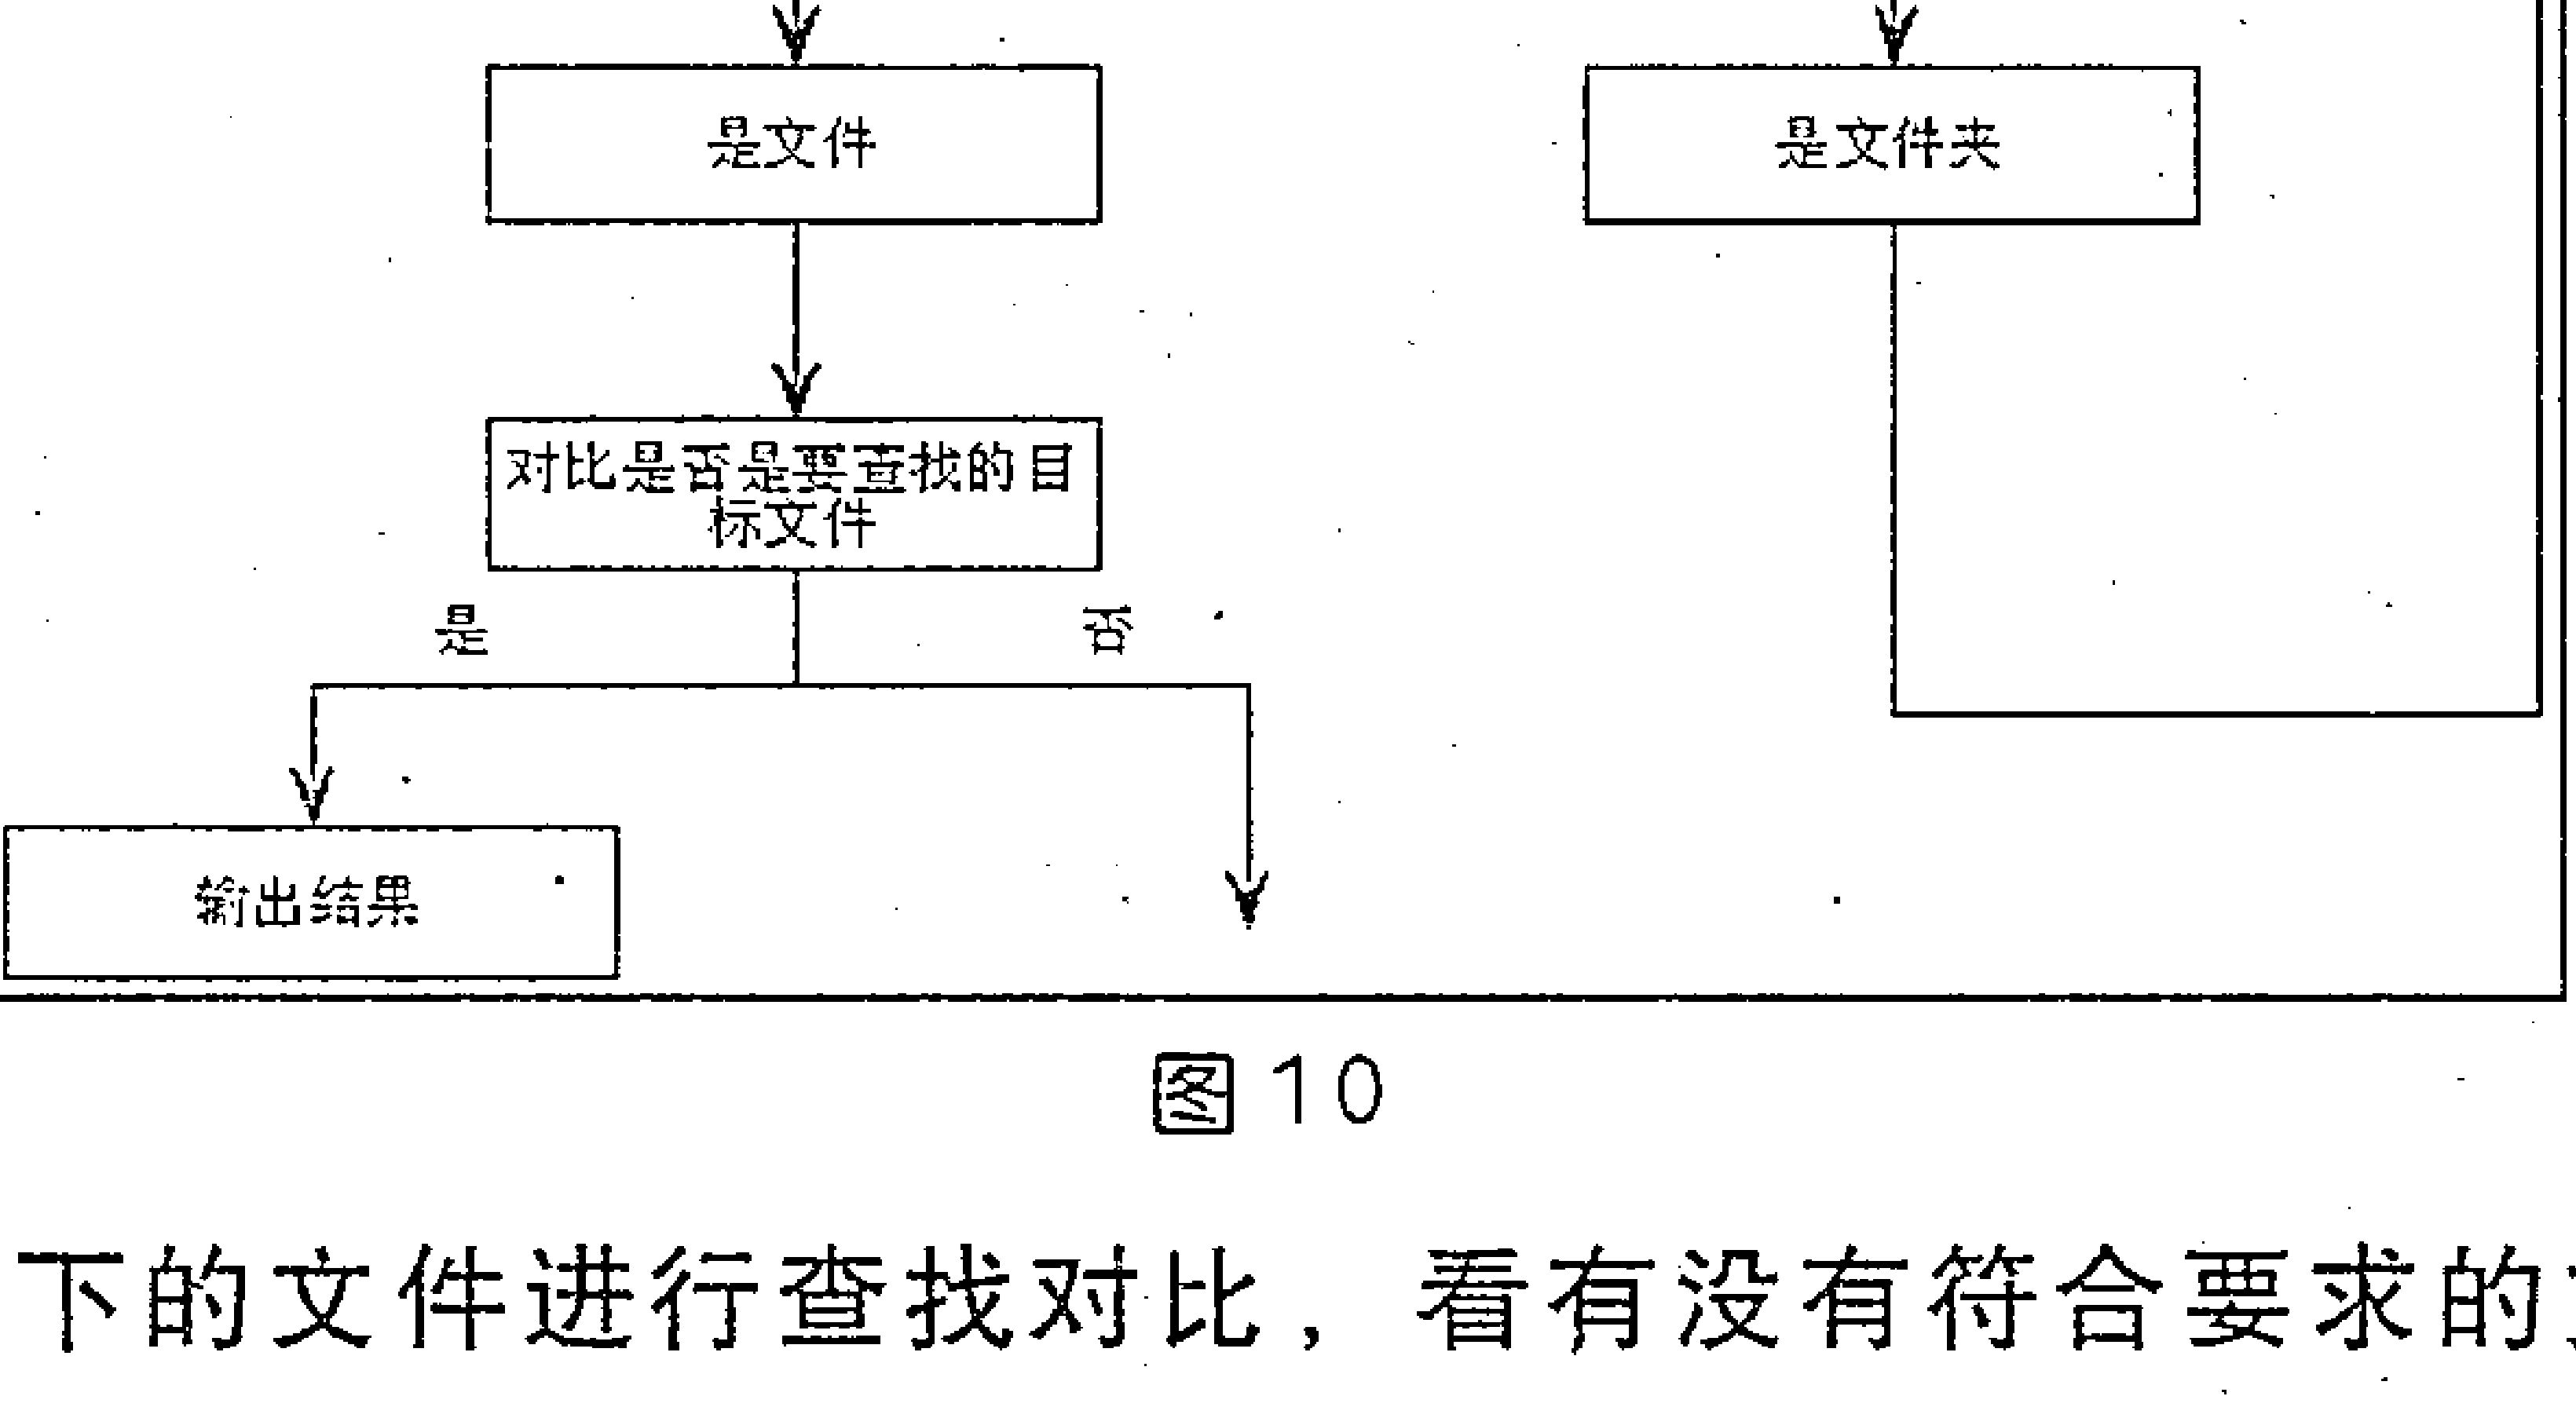 是文件
是文件夹
对比是否是要查找的目
标文件
是
否
输出结果
图10
下的文件进行查找对比，看有没有符合要求的